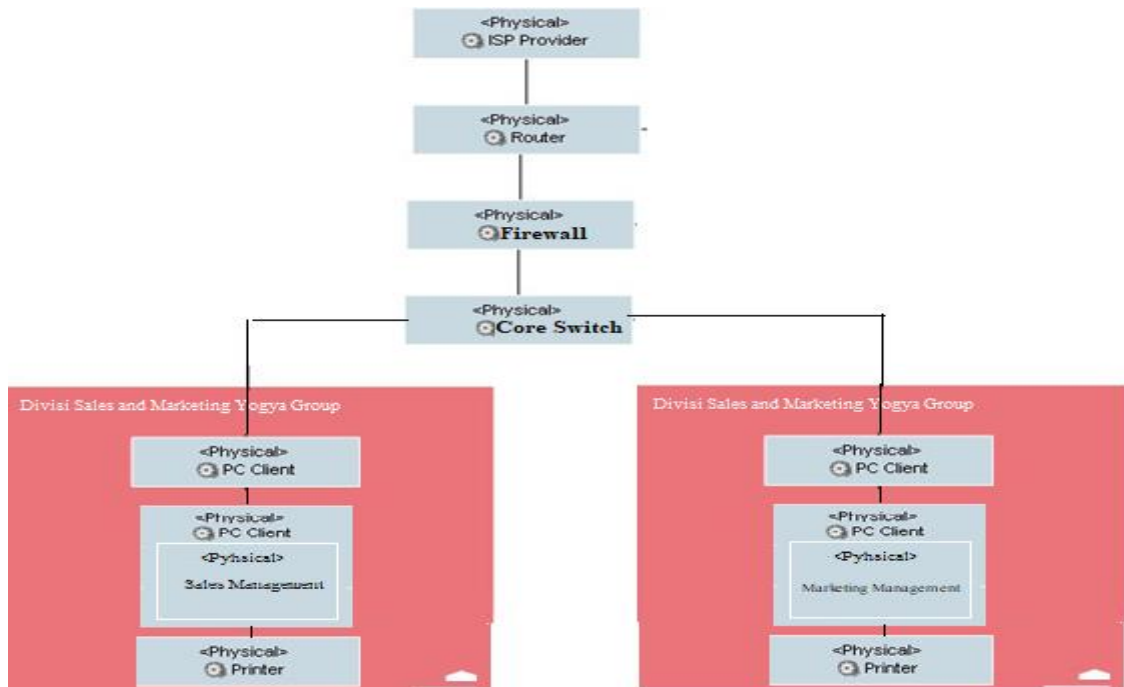 <Physical>
ISP Provider
<Physical>
Router
<Physical>
Firewall
<Physical>
Core Switch
Divisi Sales and Marketing Yogya Group
<Physical>
PC Client
<Physical>
PC Client
<Pyhsical>
Sales Management
<Physical>
Printer
Divisi Sales and Marketing Yogya Group
<Physical>
PC Client
<Physical>
PC Client
<Pyhsical>
Marketing Management
<Physical>
Printer